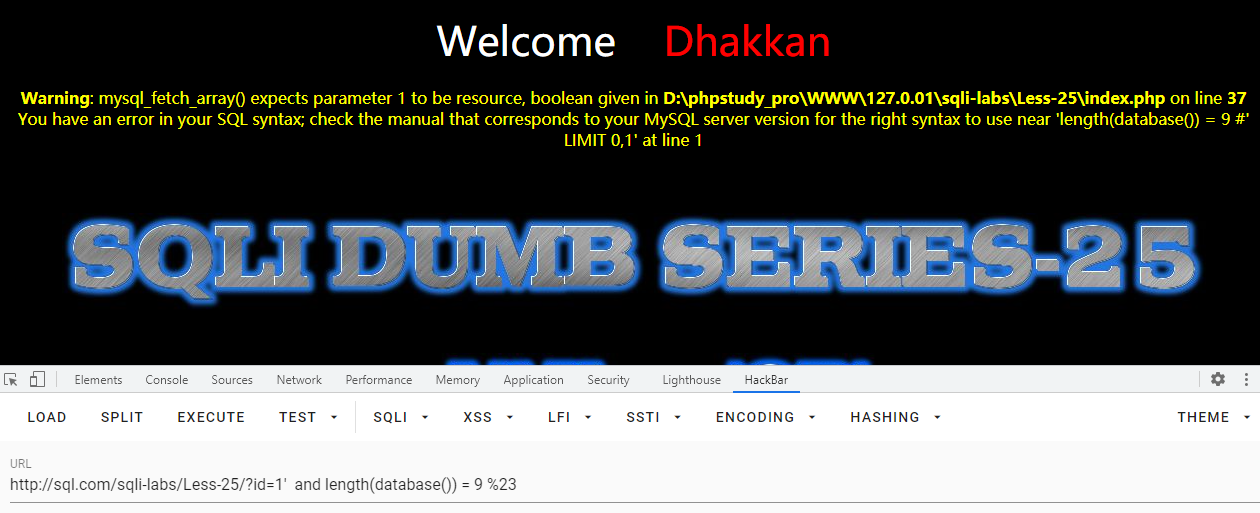 Welcome Dhakkan
Warning: mysql_fetch_array() expects parameter 1 to be resource, boolean given in D:\phpstudy_pro\WWW\127.0.01\sqli-labs\Less-25\index.php on line 37
You have an error in your SQL syntax; check the manual that corresponds to your MySQL server version for the right syntax to use near 'length(database()) = 9 #'
LIMIT 0,1' at line 1
SQLI DUMB SERIES-25
Elements Console Sources Network Performance Memory Application Security Lighthouse HackBar
LOAD SPLIT EXECUTE TEST SQLI XSS LFI SSTI ENCODING HASHING THEME
URL
http://sql.com/sqli-labs/Less-25/?id=1'  and length(database()) = 9 %23